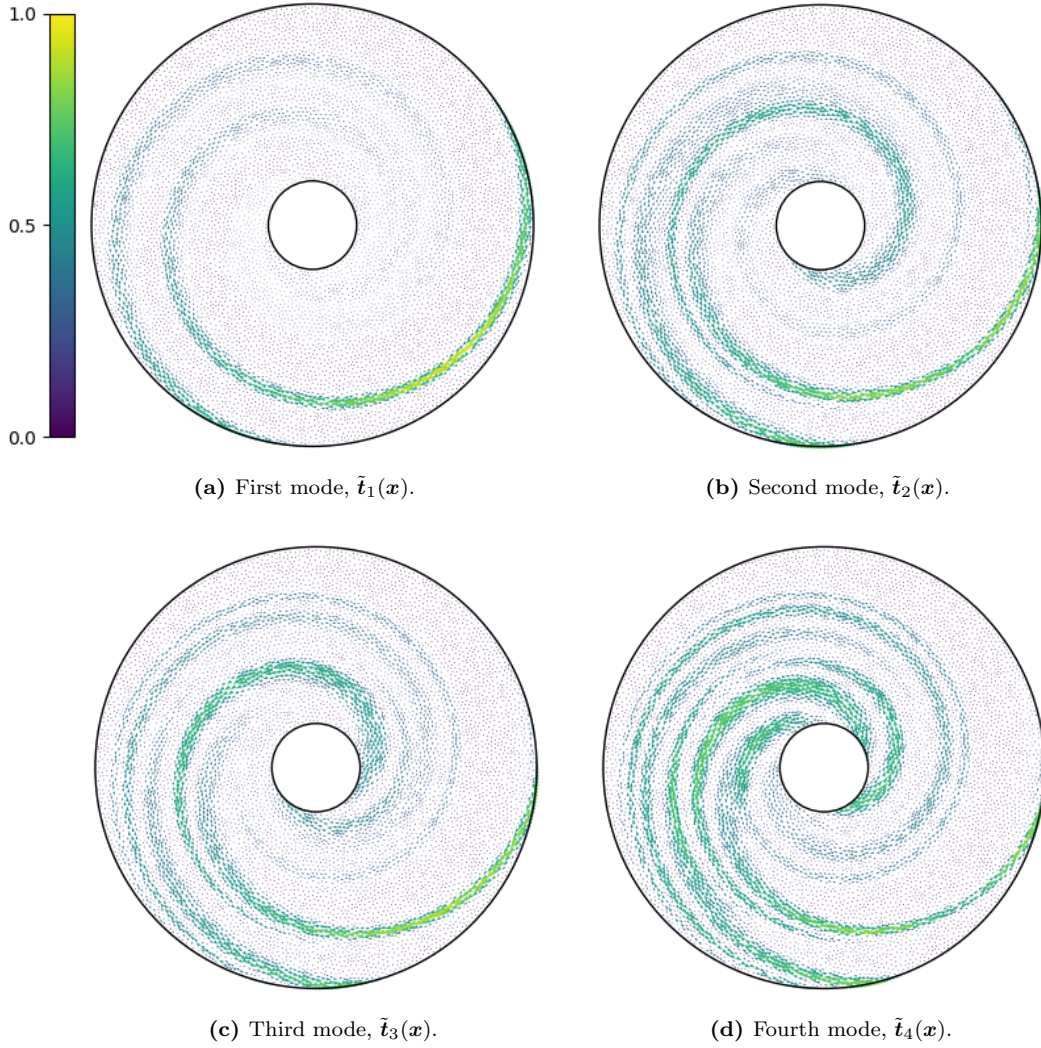 1.0
0.5
0.0
(a) First mode, t̃₁(x).
(b) Second mode, t̃₂(x).
(c) Third mode, t̃₃(x).
(d) Fourth mode, t̃₄(x).